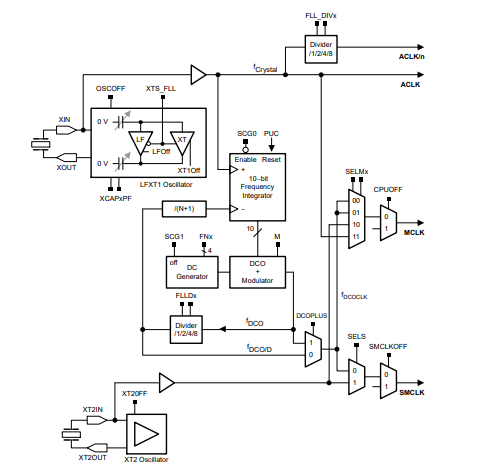 FLL_DIVx
Divider
/1/2/4/8
ACLK/n
fCrystal
ACLK
OSCOFF
XTS_FLL
XIN
0 V
LF
XT
LFOff
0 V
XT1Off
XOUT
LFXT1 Oscillator
XCAPxPF
SCG0
PUC
Enable
Reset
+
10-bit
Frequency
Integrator
–
/(N+1)
10
SELMx
CPUOFF
00
01
10
11
0
1
MCLK
SCG1
FNx
4
M
off
DC
Generator
DCO
+
Modulator
fDCOCLK
FLLDx
Divider
/1/2/4/8
fDCO
fDCO/D
DCOPLUS
1
0
SELS
SMCLKOFF
0
1
0
1
SMCLK
XT2OFF
XT2IN
XT2OUT
XT2 Oscillator